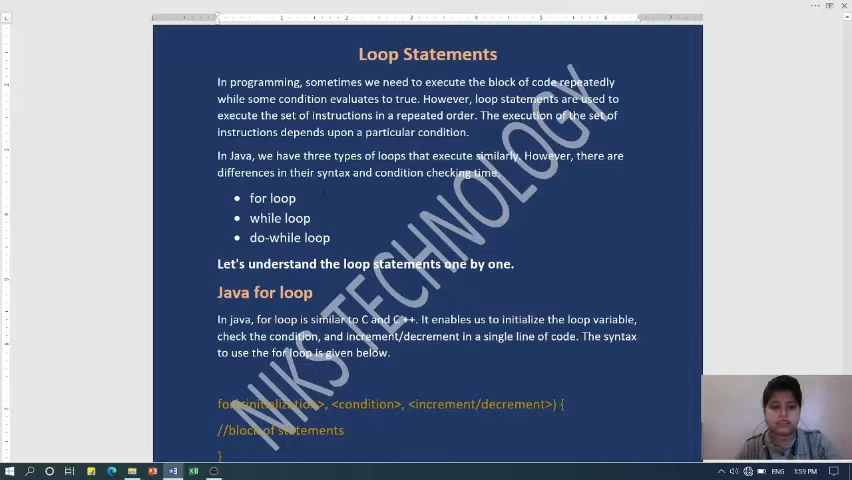 Loop Statements
In programming, sometimes we need to execute the block of code repeatedly
while some condition evaluates to true. However, loop statements are used to
execute the set of instructions in a repeated order. The execution of the set of
instructions depends upon a particular condition.
In Java, we have three types of loops that execute similarly. However, there are
differences in their syntax and condition checking time.
• for loop
• while loop
• do-while loop
Let's understand the loop statements one by one.
Java for loop
In java, for loop is similar to C and C ++. It enables us to initialize the loop variable,
check the condition, and increment/decrement in a single line of code. The syntax
to use the for loop is given below.
for(<initialization>, <condition>, <increment/decrement>) {
//block of statements
}
NIKS TECHNOLOGY
ENG
1:59 PM